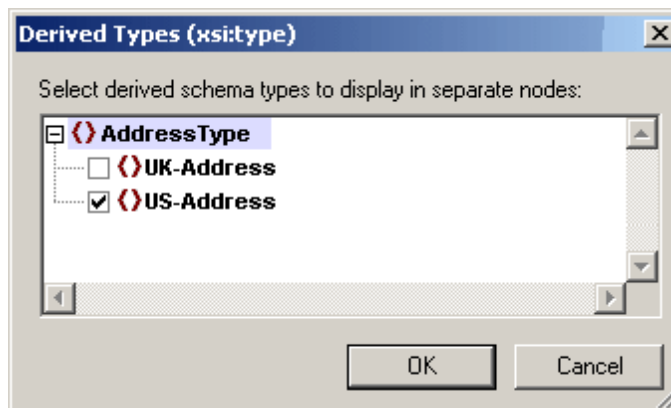 Derived Types (xsi:type)
Select derived schema types to display in separate nodes:
{} AddressType
{} UK-Address
{} US-Address
OK
Cancel